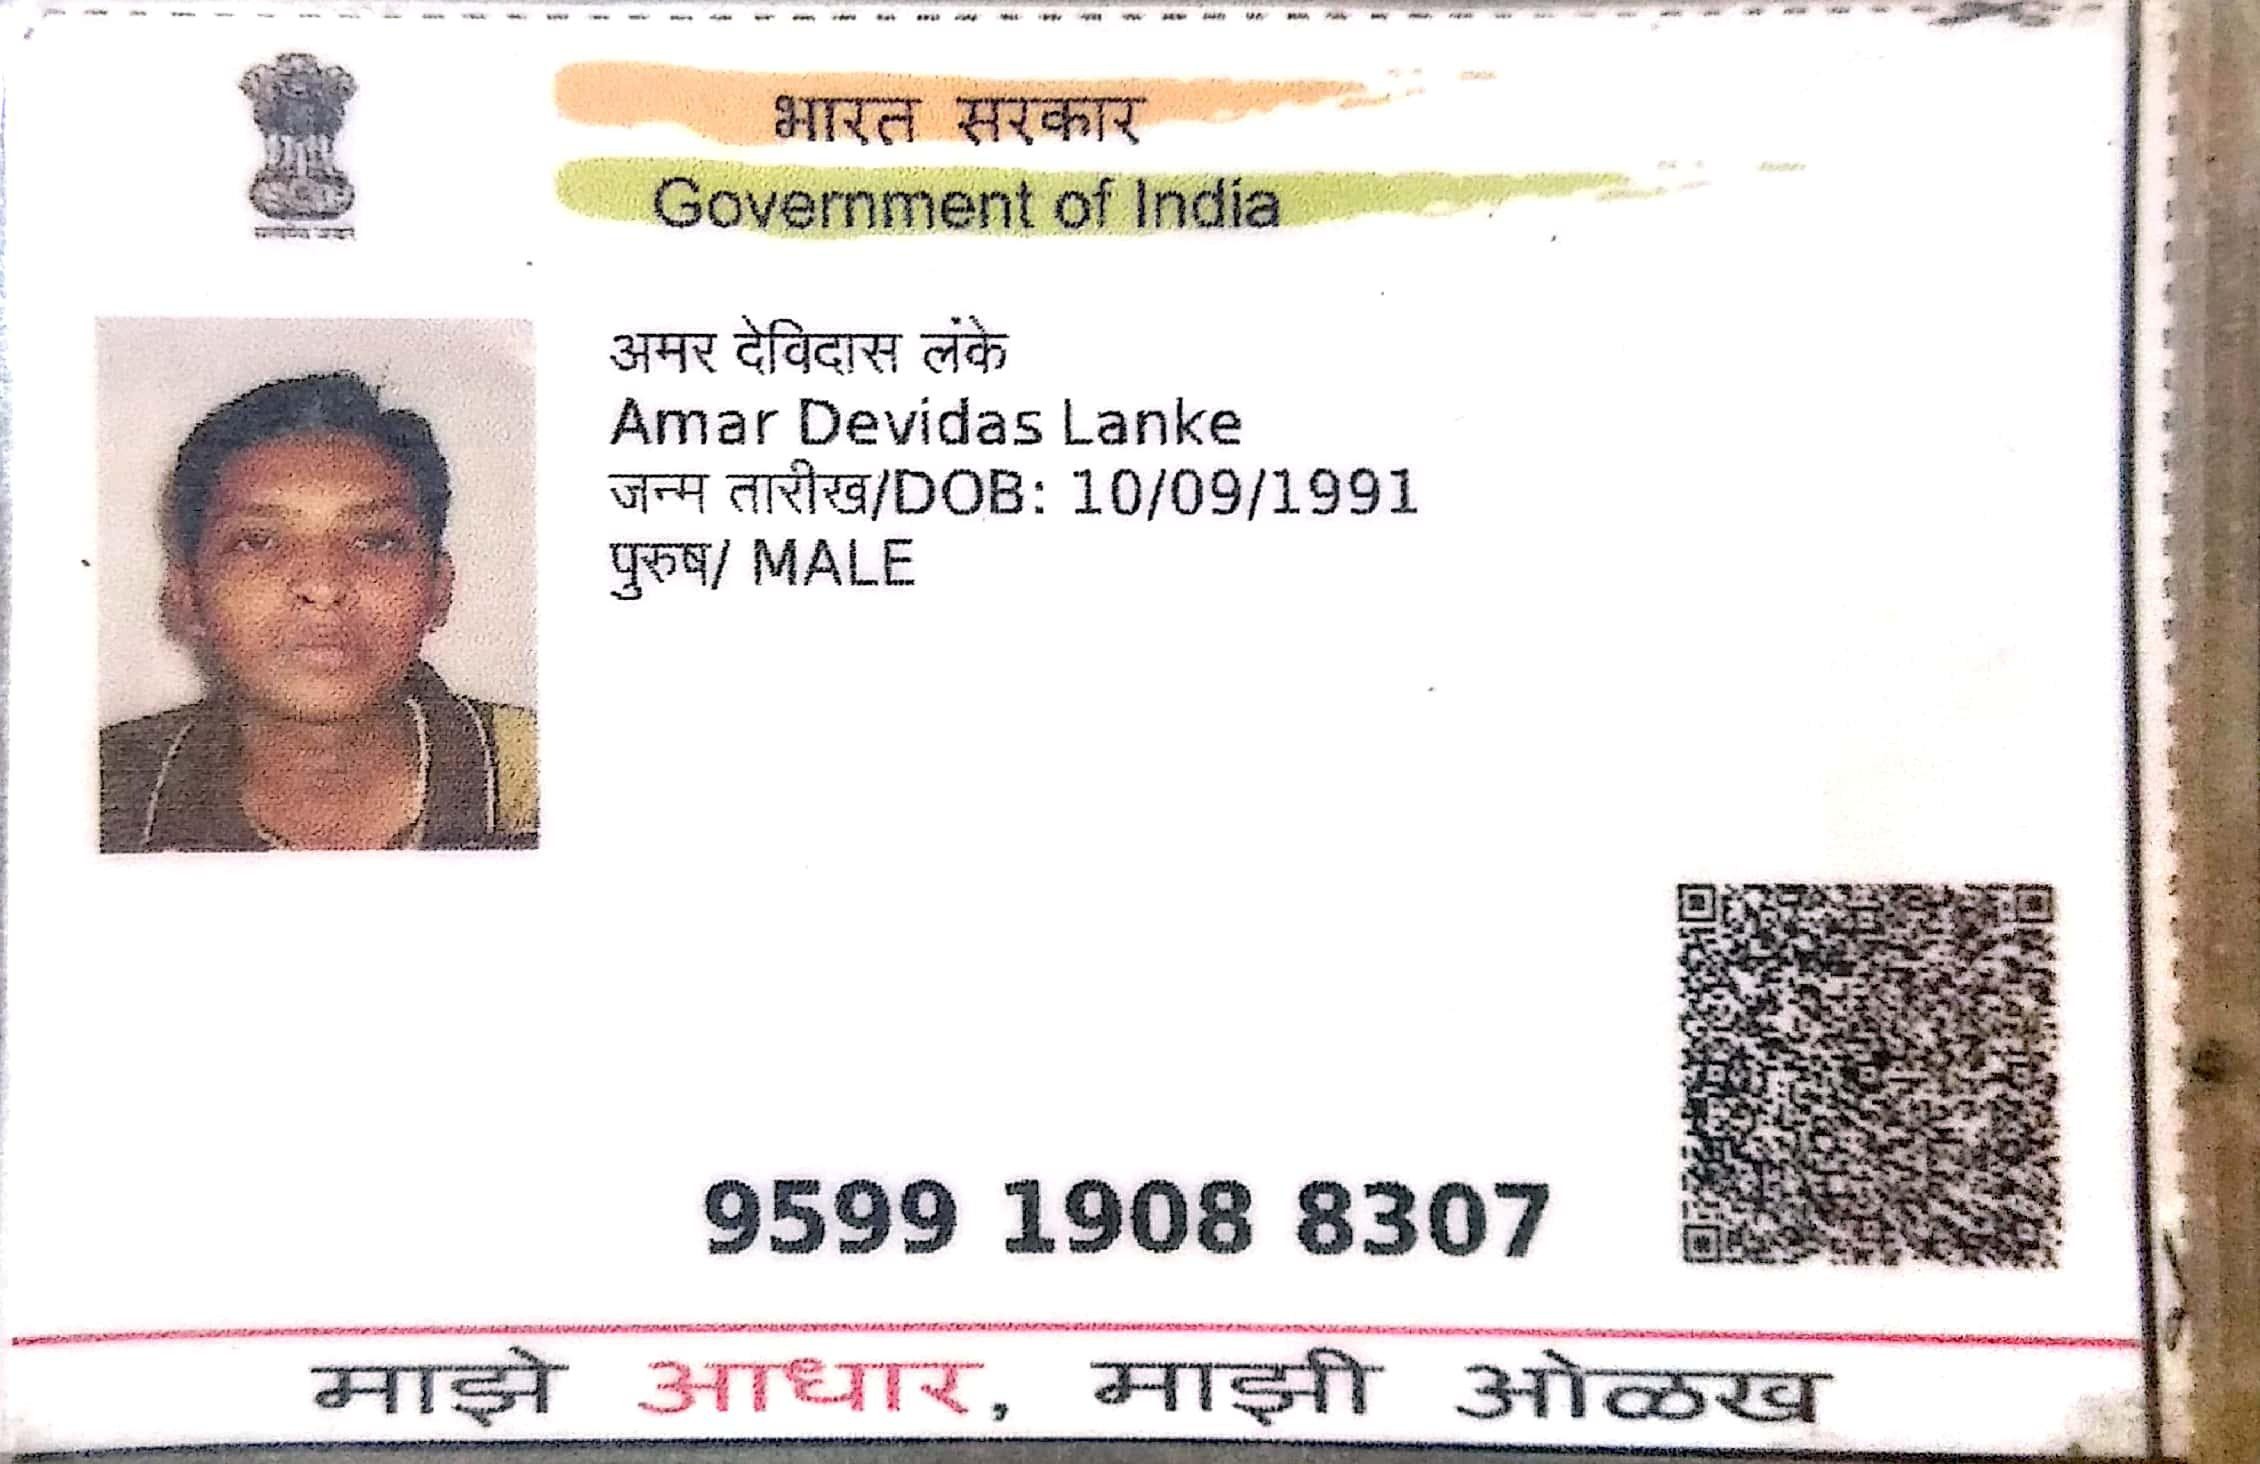 भारत सरकार
Government of India
अमर देविदास लंके
Amar Devidas Lanke
जन्म तारीख/DOB: 10/09/1991
पुरुष/ MALE
9599 1908 8307
माझे आधार, माझी ओळख